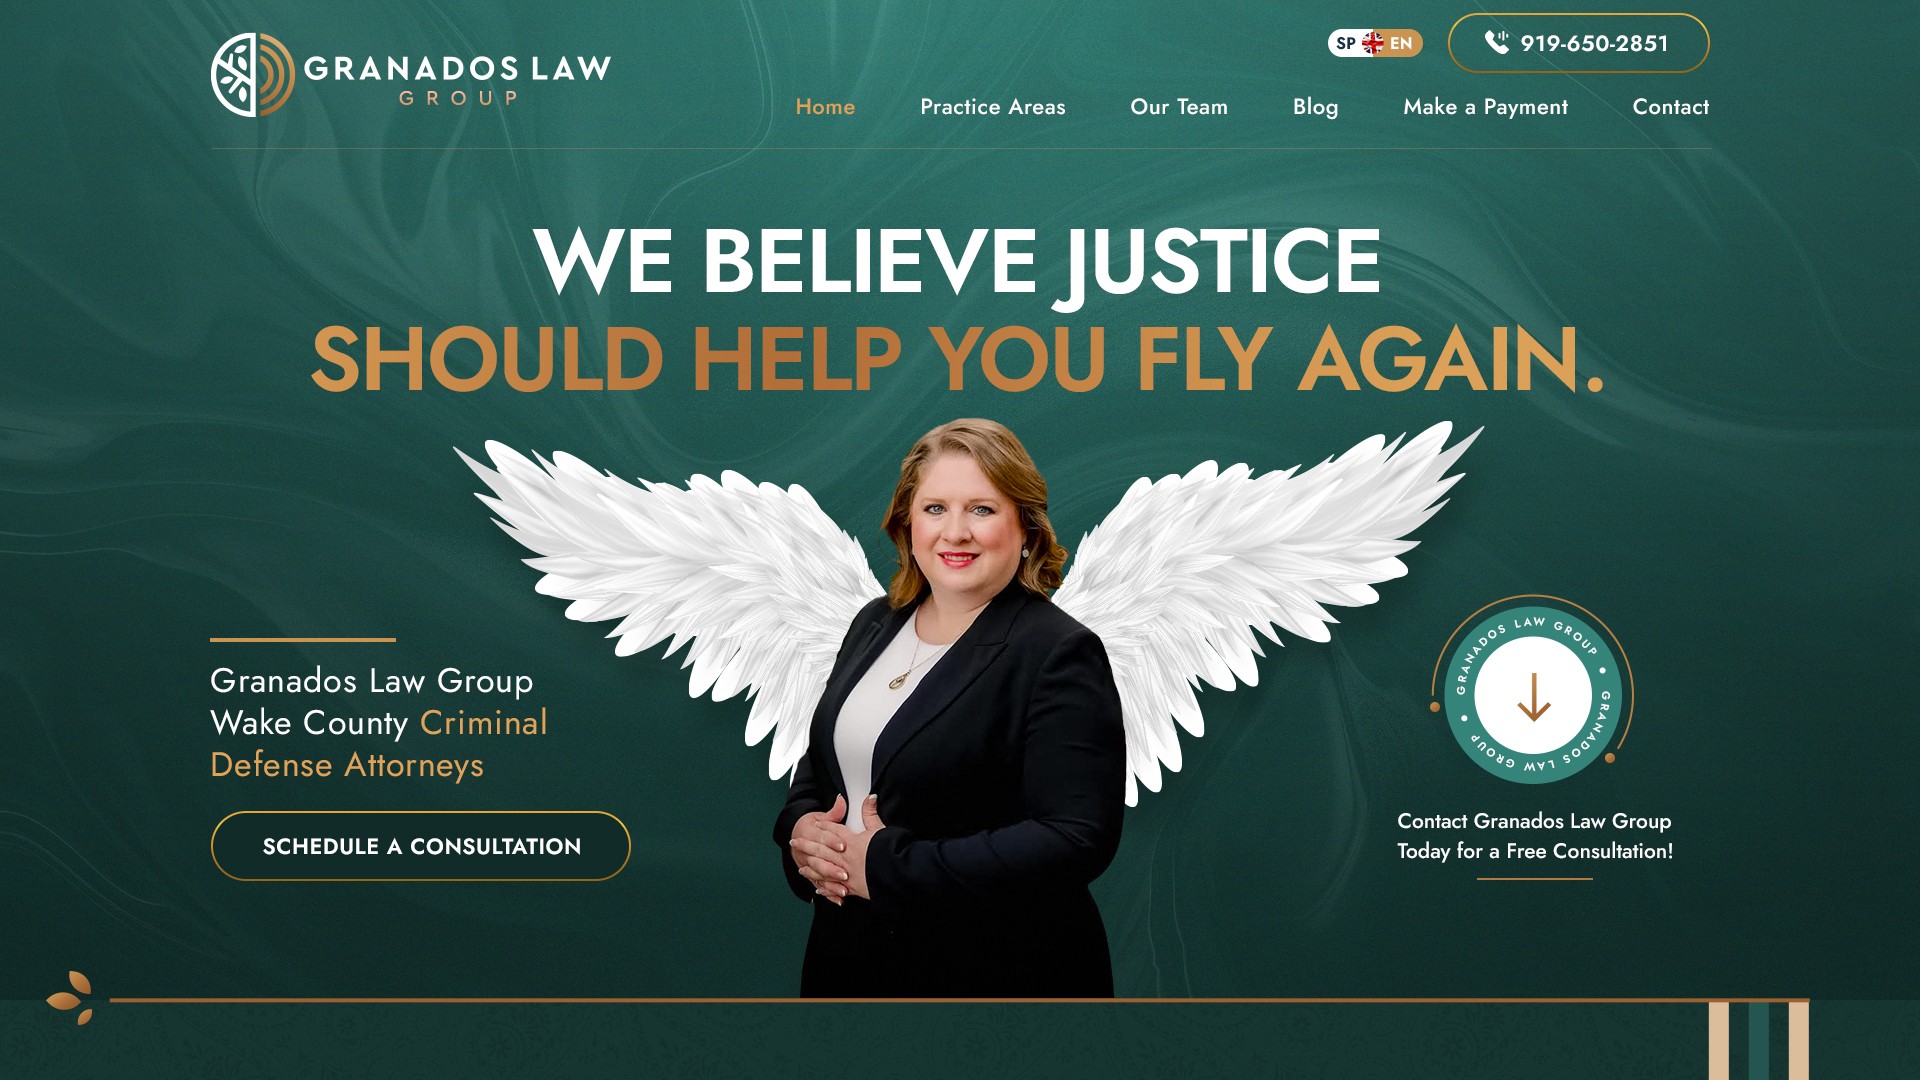 GRANADOS LAW
GROUP
SP EN
919-650-2851
Home Practice Areas Our Team Blog Make a Payment Contact
WE BELIEVE JUSTICE
SHOULD HELP YOU FLY AGAIN.
Granados Law Group
Wake County Criminal
Defense Attorneys
SCHEDULE A CONSULTATION
GRANADOS LAW GROUP • GRANADOS LAW GROUP •
Contact Granados Law Group
Today for a Free Consultation!